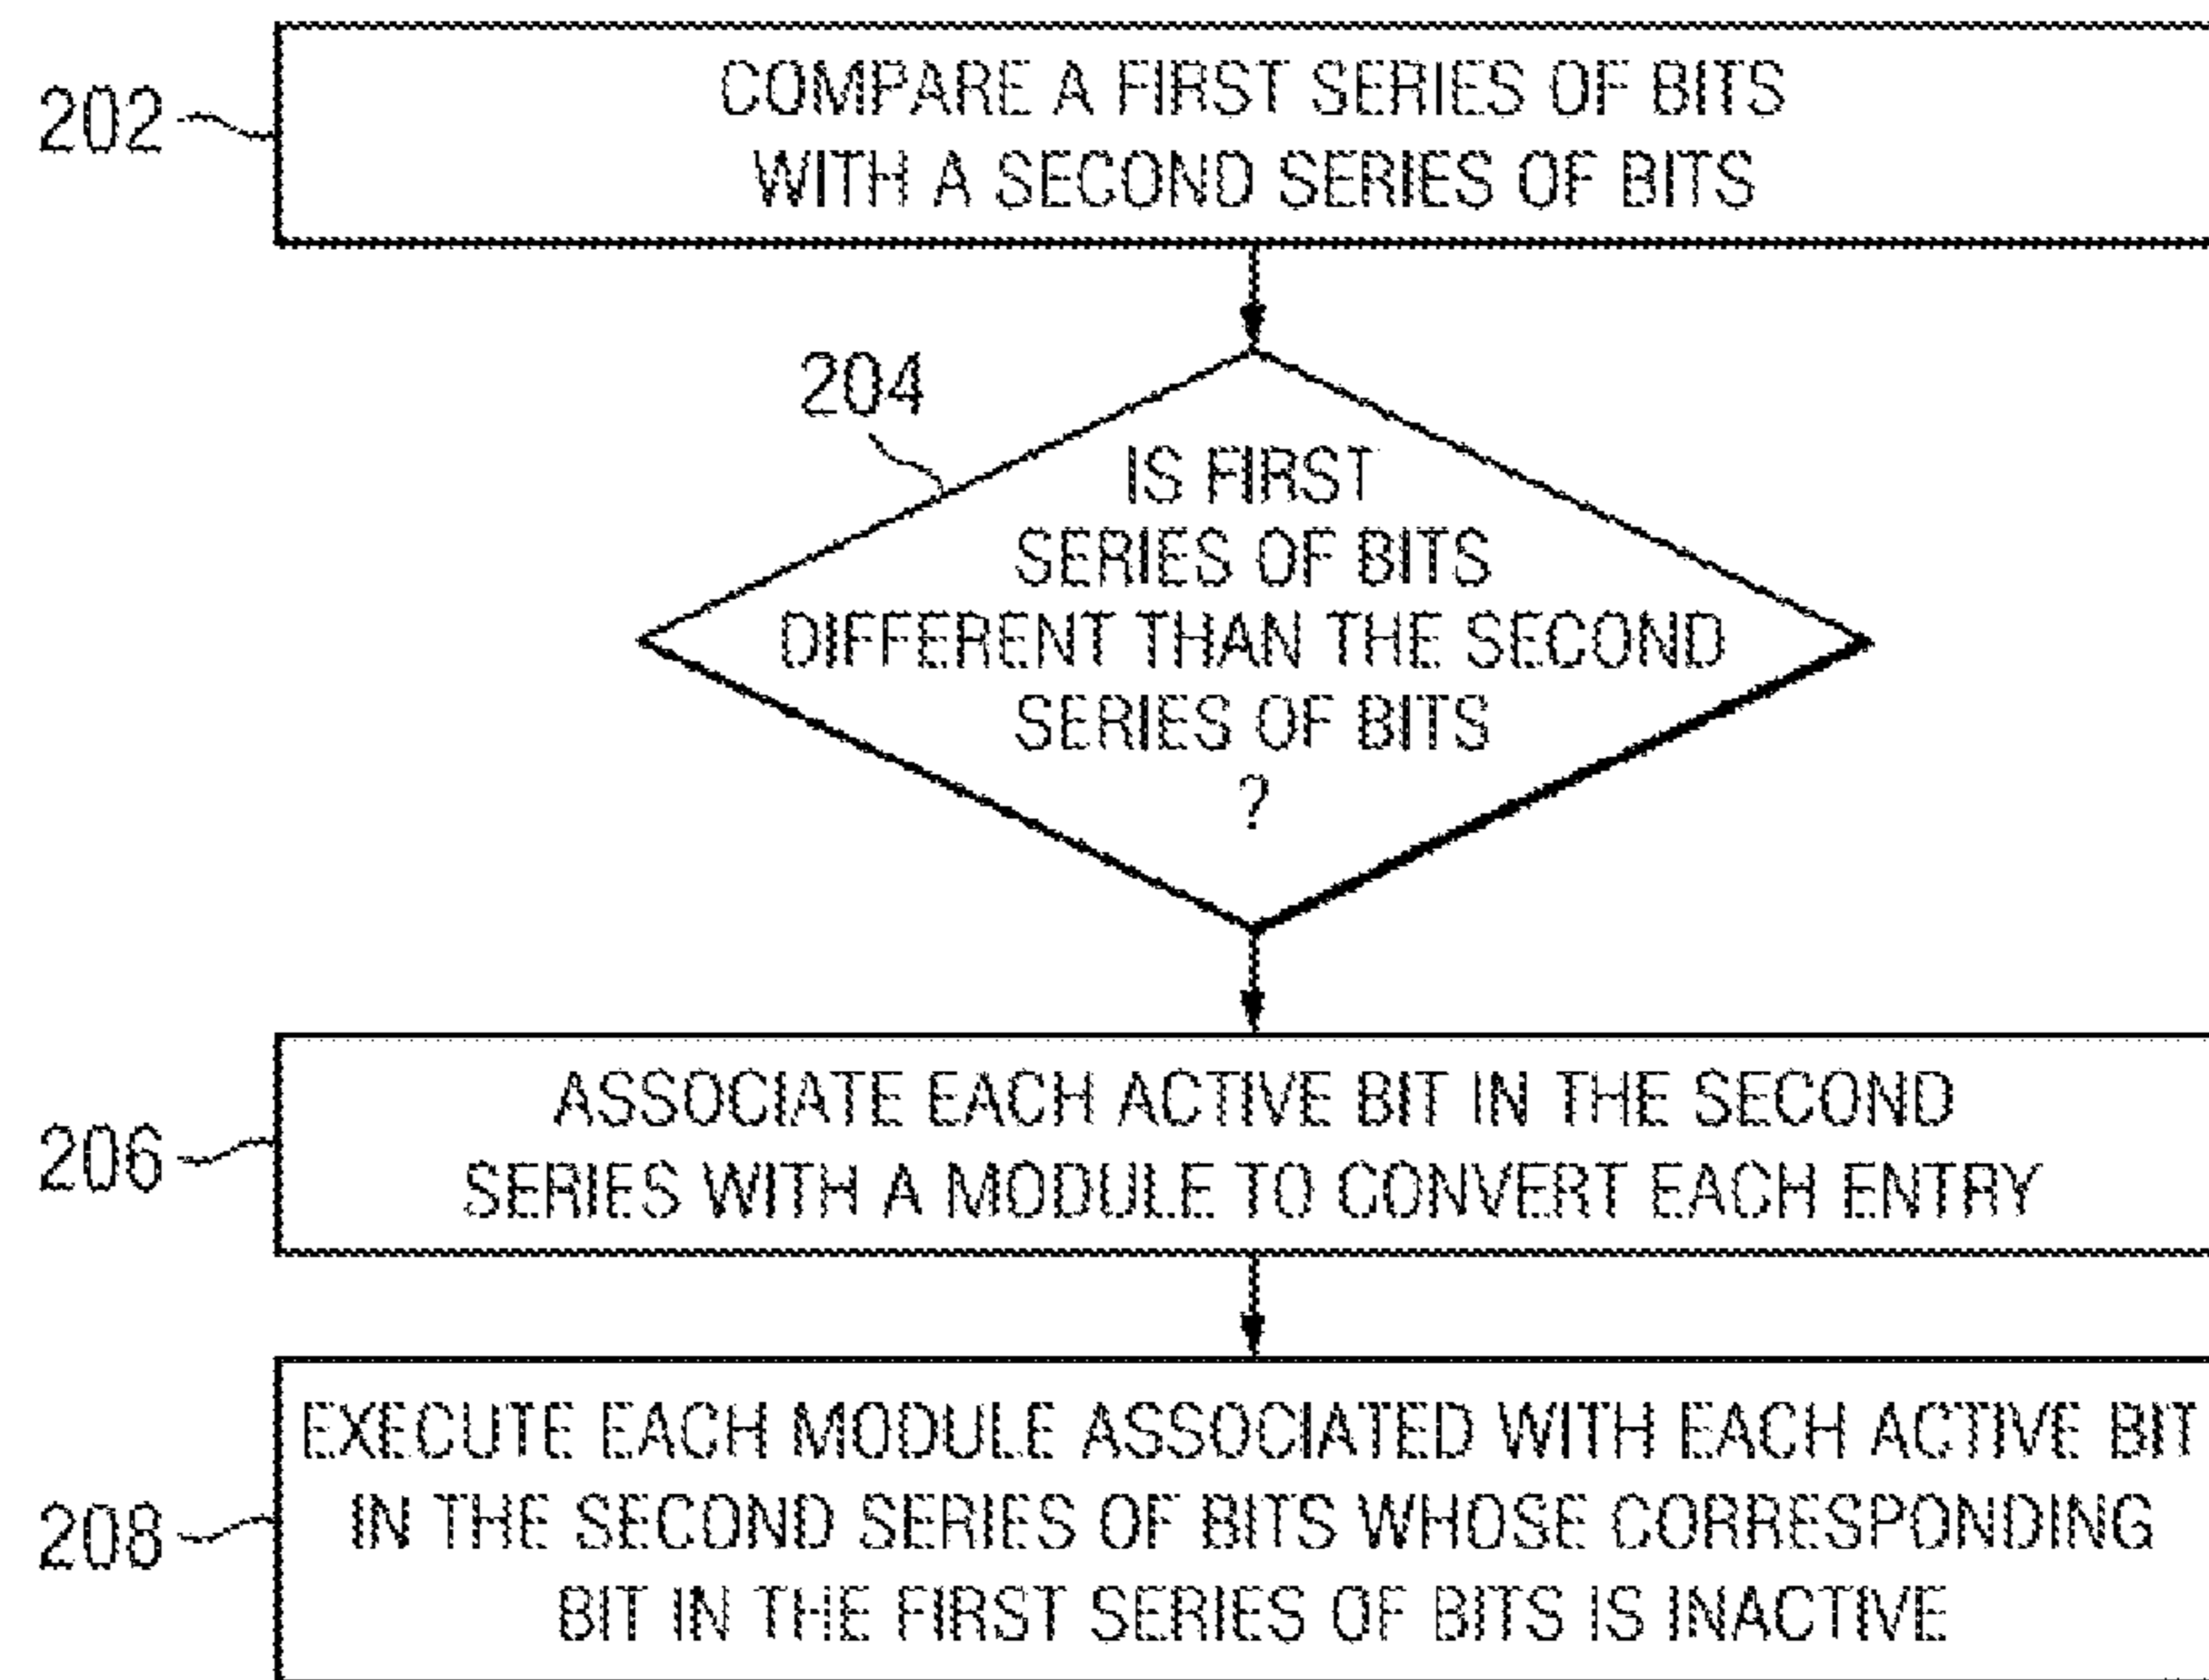 202
COMPARE A FIRST SERIES OF BITS
WITH A SECOND SERIES OF BITS
204
IS FIRST
SERIES OF BITS
DIFFERENT THAN THE SECOND
SERIES OF BITS
?
206
ASSOCIATE EACH ACTIVE BIT IN THE SECOND
SERIES WITH A MODULE TO CONVERT EACH ENTRY
208
EXECUTE EACH MODULE ASSOCIATED WITH EACH ACTIVE BIT
IN THE SECOND SERIES OF BITS WHOSE CORRESPONDING
BIT IN THE FIRST SERIES OF BITS IS INACTIVE